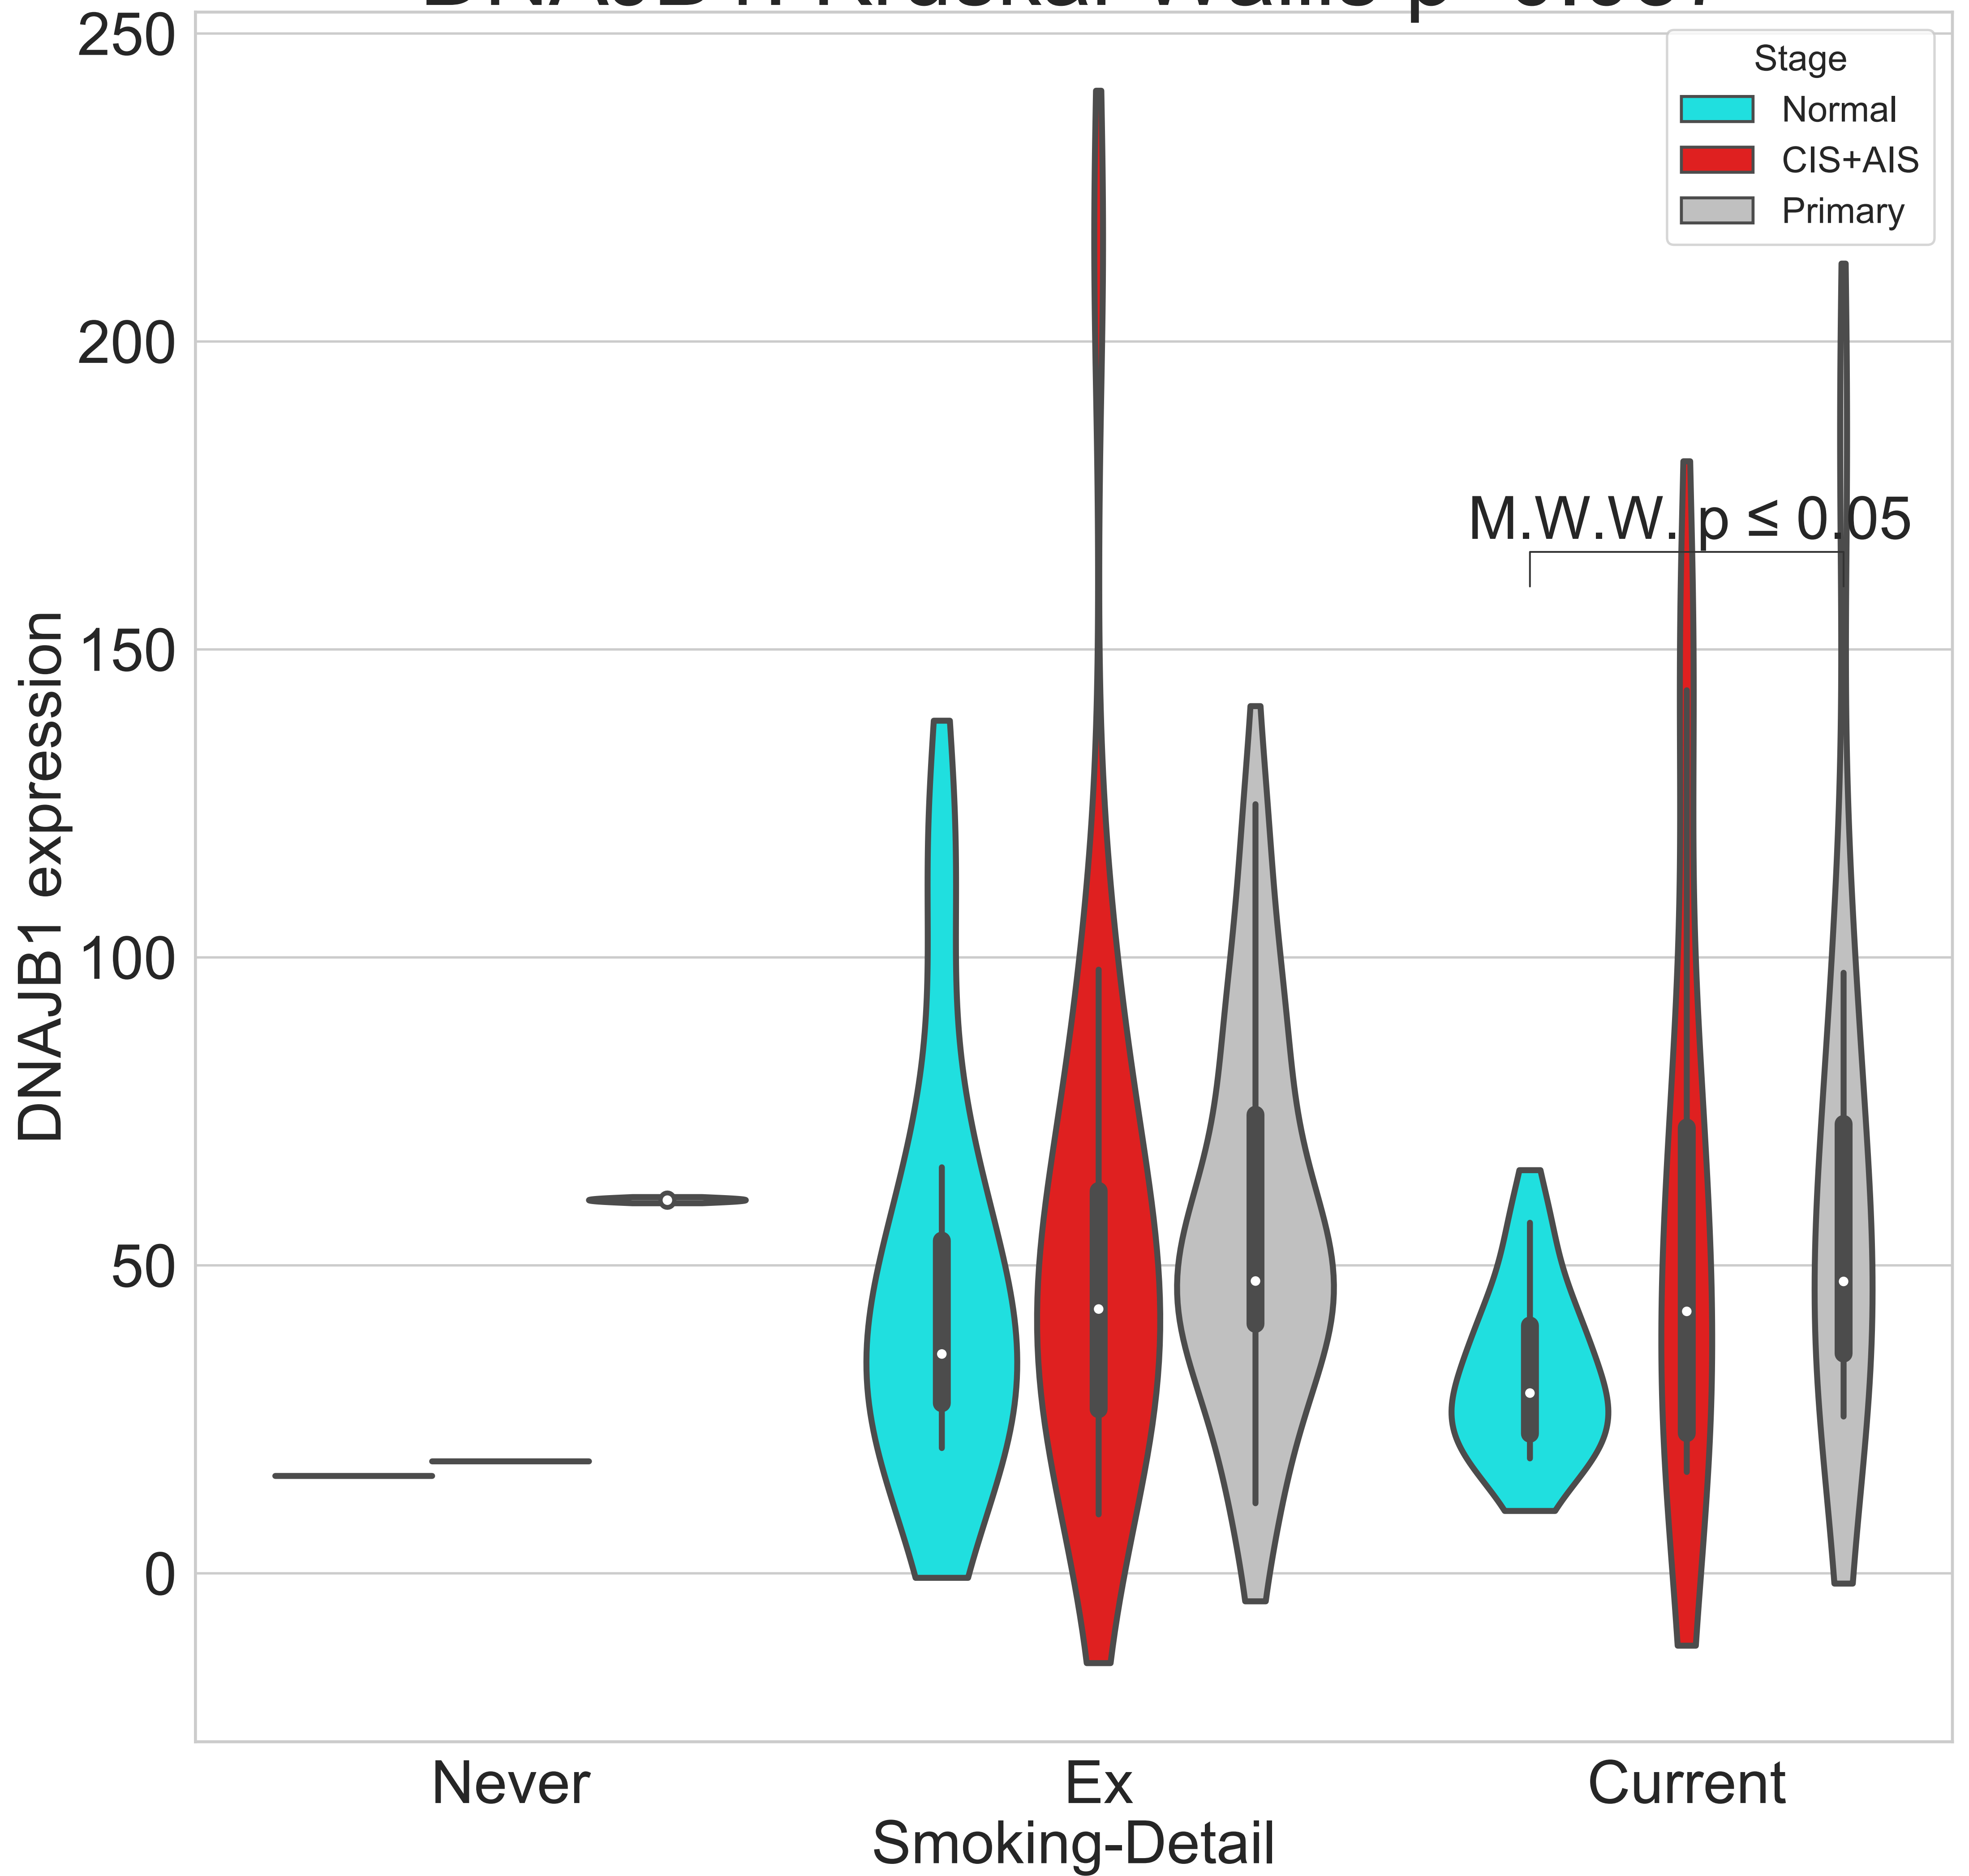 250
200
150
100
50
0
DNAJB1 expression
Stage
Normal
CIS+AIS
Primary
M.W.W. p ≤ 0.05
Never
Ex
Current
Smoking-Detail